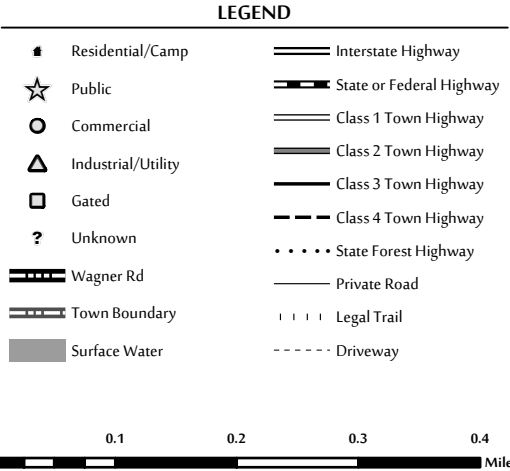 LEGEND
Residential/Camp
Public
Commercial
Industrial/Utility
Gated
? Unknown
Wagner Rd
Town Boundary
Surface Water
Interstate Highway
State or Federal Highway
Class 1 Town Highway
Class 2 Town Highway
Class 3 Town Highway
Class 4 Town Highway
State Forest Highway
Private Road
Legal Trail
Driveway
0.1 0.2 0.3 0.4
Mile